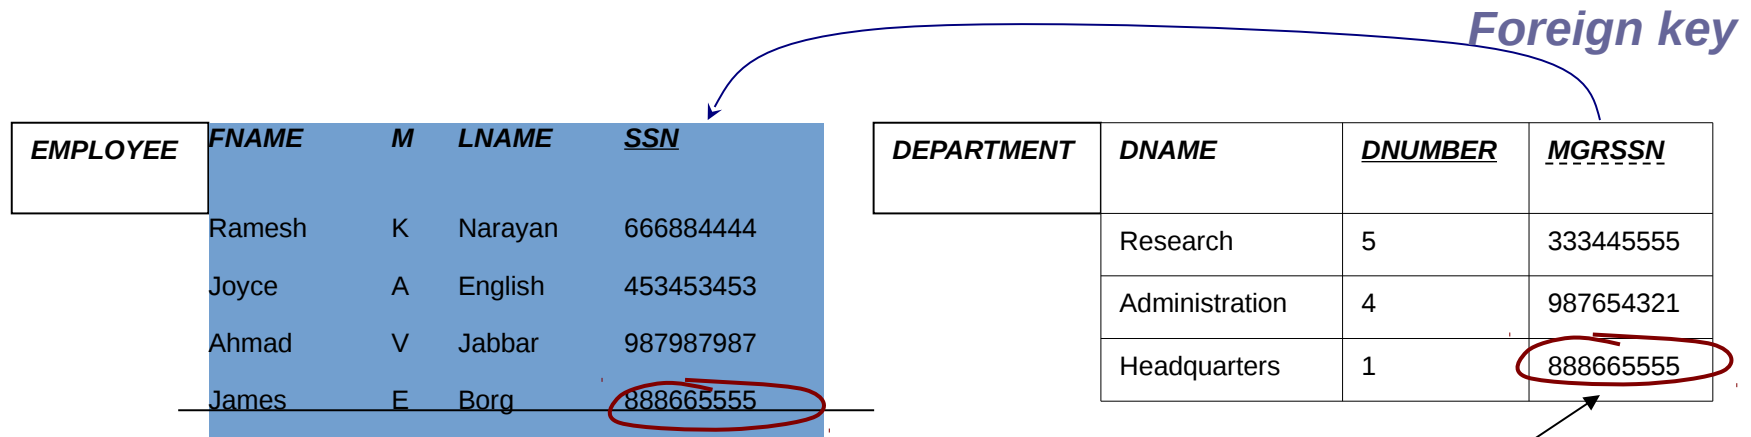 Foreign key
EMPLOYEE FNAME M LNAME SSN
Ramesh K Narayan 666884444
Joyce A English 453453453
Ahmad V Jabbar 987987987
James E Borg 888665555
DEPARTMENT DNAME DNUMBER MGRSSN
Research 5 333445555
Administration 4 987654321
Headquarters 1 888665555